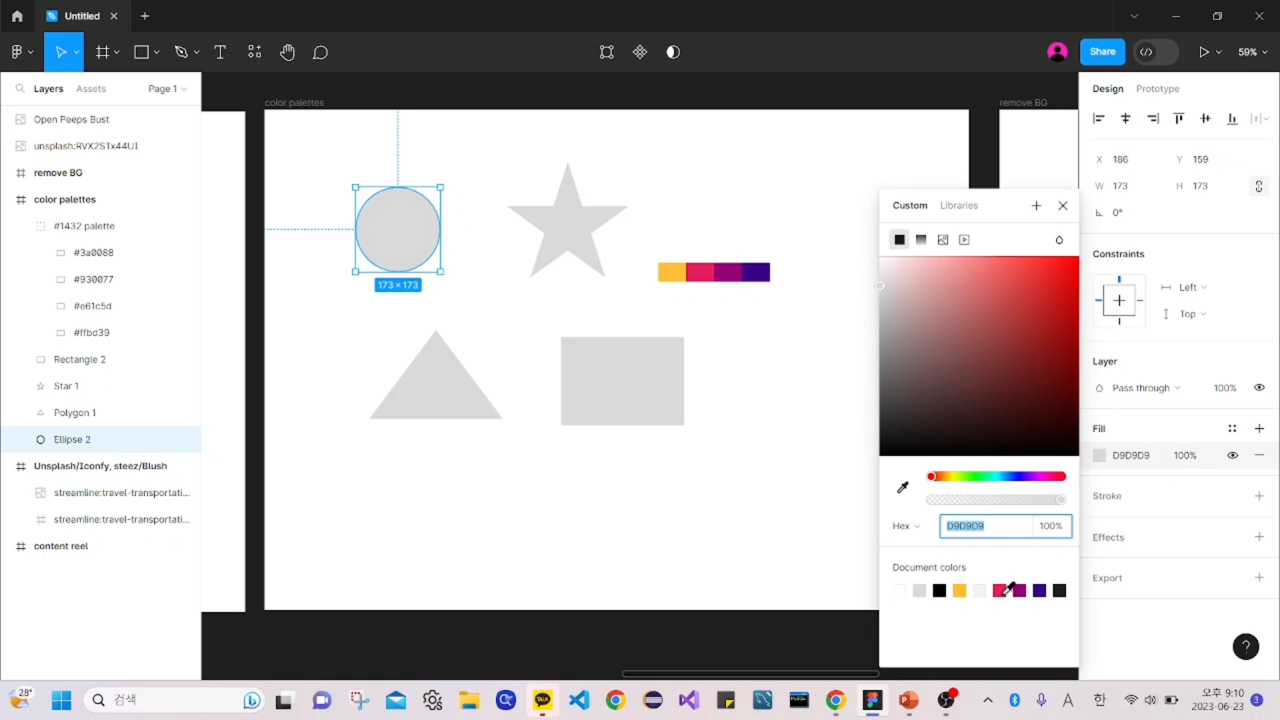 Untitled
Share
59%
Layers
Assets
Page 1
Open Peeps Bust
unsplash:RVX2STx44UI
remove BG
color palettes
#1432 palette
#3a0088
#930077
#e61c5d
#ffbd39
Rectangle 2
Star 1
Polygon 1
Ellipse 2
Unsplash/Iconfy, steez/Blush
streamline:travel-transportati...
streamline:travel-transportati...
content reel
color palettes
remove BG
173 × 173
Custom
Libraries
Hex
D9D9D9
100%
Document colors
Design
Prototype
X 186
Y 159
W 173
H 173
0°
Constraints
Left
Top
Layer
Pass through
100%
Fill
D9D9D9
100%
Stroke
Effects
Export
?
28°
검색
TALK
A
한
2023-06-23
3